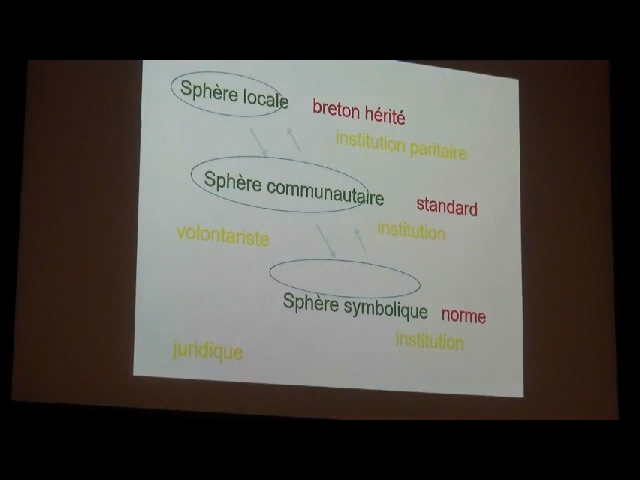 Sphère locale
breton hérité
institution paritaire
Sphère communautaire
standard
institution
volontariste
Sphère symbolique
norme
institution
juridique